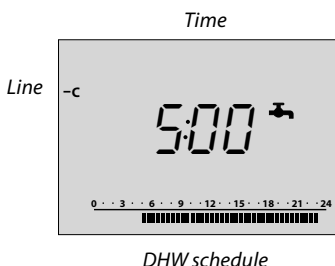 Time
Line
–c
5:00
0 · · 3 · · 6 · · 9 · · 12 · · 15 · · 18 · · 21 · · 24
DHW schedule